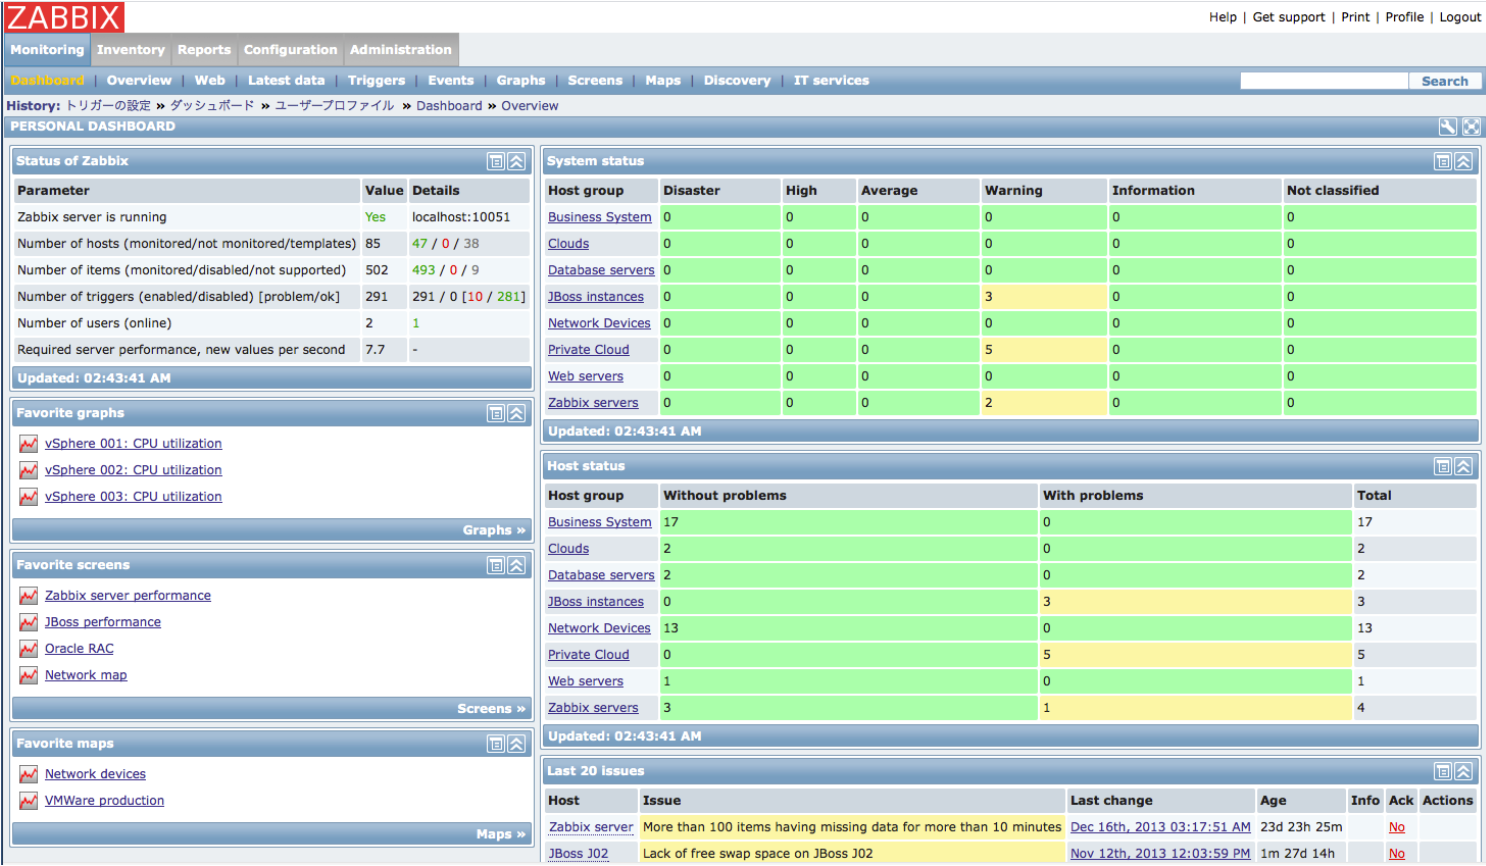 ZABBIX
Help | Get support | Print | Profile | Logout
Monitoring Inventory Reports Configuration Administration
Dashboard | Overview | Web | Latest data | Triggers | Events | Graphs | Screens | Maps | Discovery | IT services
Search
History: トリガーの設定 » ダッシュボード » ユーザープロファイル » Dashboard » Overview
PERSONAL DASHBOARD
Status of Zabbix
Parameter Value Details
Zabbix server is running Yes localhost:10051
Number of hosts (monitored/not monitored/templates) 85 47 / 0 / 38
Number of items (monitored/disabled/not supported) 502 493 / 0 / 9
Number of triggers (enabled/disabled) [problem/ok] 291 291 / 0 [10 / 281]
Number of users (online) 2 1
Required server performance, new values per second 7.7 -
Updated: 02:43:41 AM
Favorite graphs
vSphere 001: CPU utilization
vSphere 002: CPU utilization
vSphere 003: CPU utilization
Graphs »
Favorite screens
Zabbix server performance
JBoss performance
Oracle RAC
Network map
Screens »
Favorite maps
Network devices
VMWare production
Maps »
System status
Host group Disaster High Average Warning Information Not classified
Business System 0 0 0 0 0 0
Clouds 0 0 0 0 0 0
Database servers 0 0 0 0 0 0
JBoss instances 0 0 0 3 0 0
Network Devices 0 0 0 0 0 0
Private Cloud 0 0 0 5 0 0
Web servers 0 0 0 0 0 0
Zabbix servers 0 0 0 2 0 0
Updated: 02:43:41 AM
Host status
Host group Without problems With problems Total
Business System 17 0 17
Clouds 2 0 2
Database servers 2 0 2
JBoss instances 0 3 3
Network Devices 13 0 13
Private Cloud 0 5 5
Web servers 1 0 1
Zabbix servers 3 1 4
Updated: 02:43:41 AM
Last 20 issues
Host Issue Last change Age Info Ack Actions
Zabbix server More than 100 items having missing data for more than 10 minutes Dec 16th, 2013 03:17:51 AM 23d 23h 25m No
JBoss J02 Lack of free swap space on JBoss J02 Nov 12th, 2013 12:03:59 PM 1m 27d 14h No